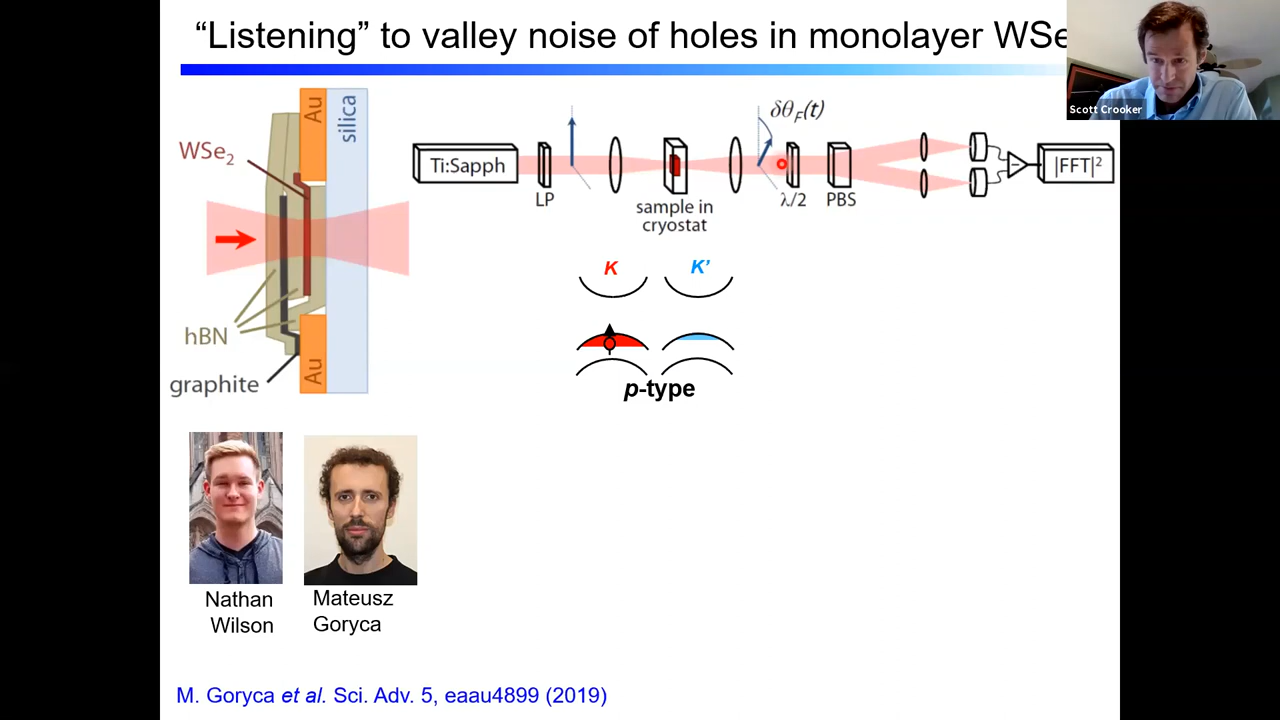 “Listening” to valley noise of holes in monolayer WSe
Scott Crooker
Au
silica
WSe2
hBN
graphite
Au
Ti:Sapph
LP
sample in
cryostat
δθF(t)
λ/2
PBS
|FFT|²
K
K’
p-type
Nathan
Wilson
Mateusz
Goryca
M. Goryca et al. Sci. Adv. 5, eaau4899 (2019)